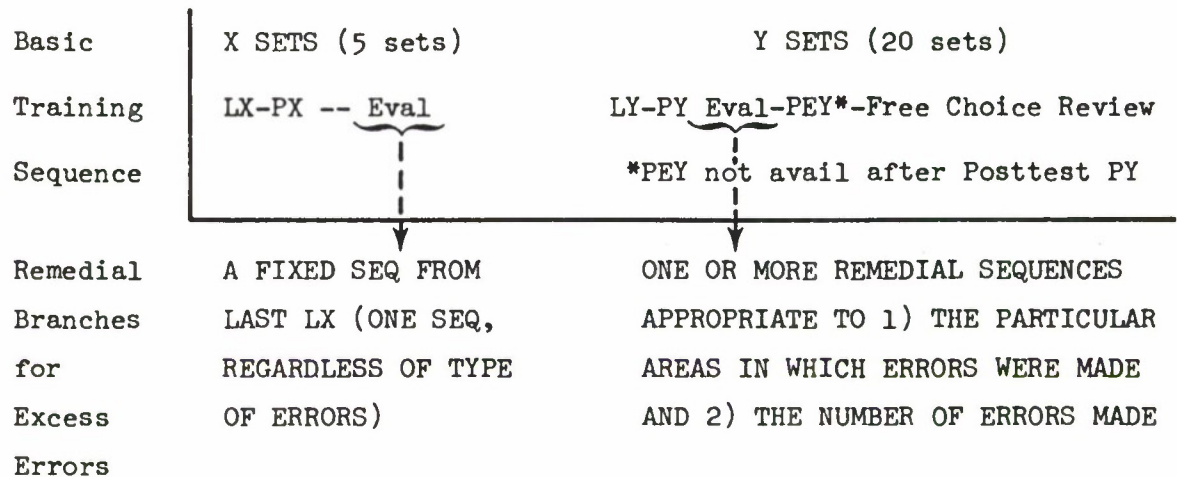 Basic X SETS (5 sets) Y SETS (20 sets)
Training LX-PX -- Eval LY-PY Eval-PEY*-Free Choice Review
Sequence *PEY not avail after Posttest PY
Remedial A FIXED SEQ FROM ONE OR MORE REMEDIAL SEQUENCES
Branches LAST LX (ONE SEQ, APPROPRIATE TO 1) THE PARTICULAR
for REGARDLESS OF TYPE AREAS IN WHICH ERRORS WERE MADE
Excess OF ERRORS) AND 2) THE NUMBER OF ERRORS MADE
Errors